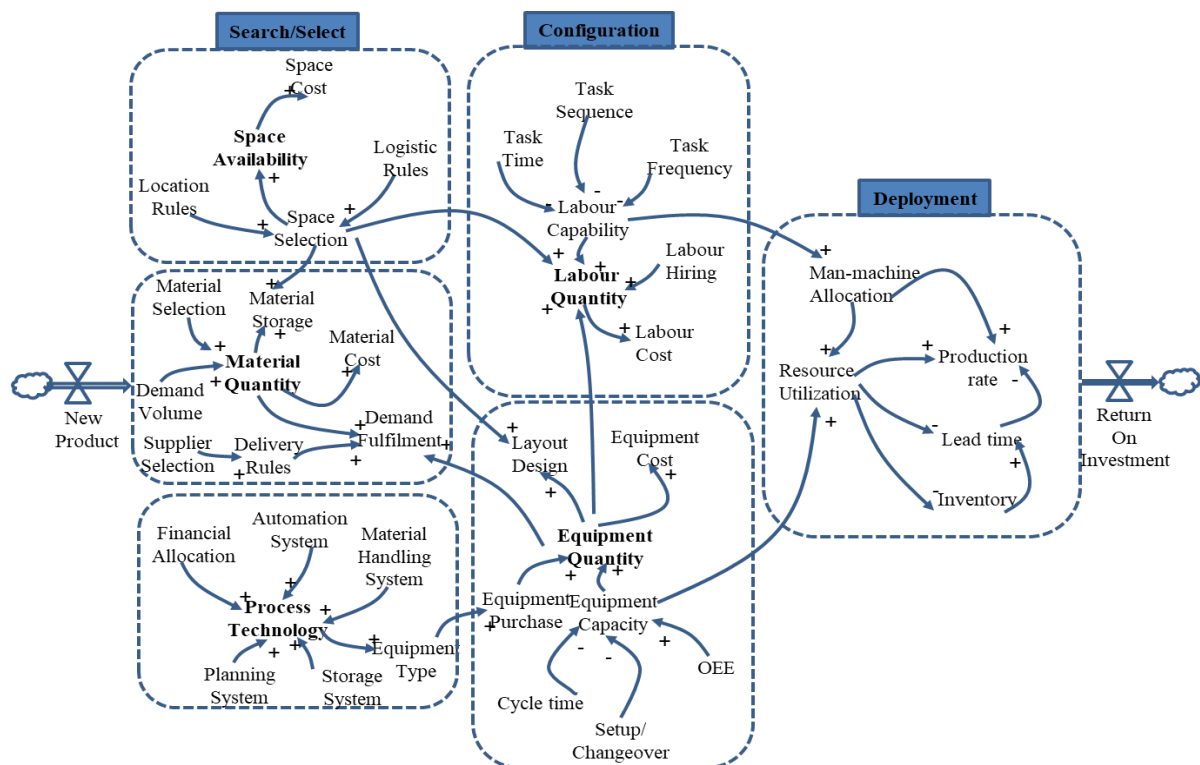 Search/Select
Configuration
Deployment
Space
Cost
Space
Availability
Logistic
Rules
Location
Rules
Space
Selection
+
+
+
+
Task
Sequence
Task
Time
Task
Frequency
-
-
-
Labour
Capability
Labour
Hiring
+
+
+
+
Labour
Quantity
+
Labour
Cost
Material
Selection
+
Material
Storage
+
+
Material
Quantity
+
Material
Cost
+
Demand
Volume
New
Product
Supplier
Selection
+
Delivery
Rules
-
+
+
+
Demand
Fulfilment
Financial
Allocation
Automation
System
Material
Handling
System
+
+
+
+
+
Process
Technology
Planning
System
Storage
System
+
Equipment
Type
+
Layout
Design
+
Equipment
Cost
+
Equipment
Quantity
+
+
+
Equipment
Purchase
Equipment
Capacity
-
-
+
OEE
Cycle time
Setup/
Changeover
+
Man-machine
Allocation
+
Resource
Utilization
+
+
+
Production
rate
-
-
Lead time
+
-
Inventory
Return
On
Investment